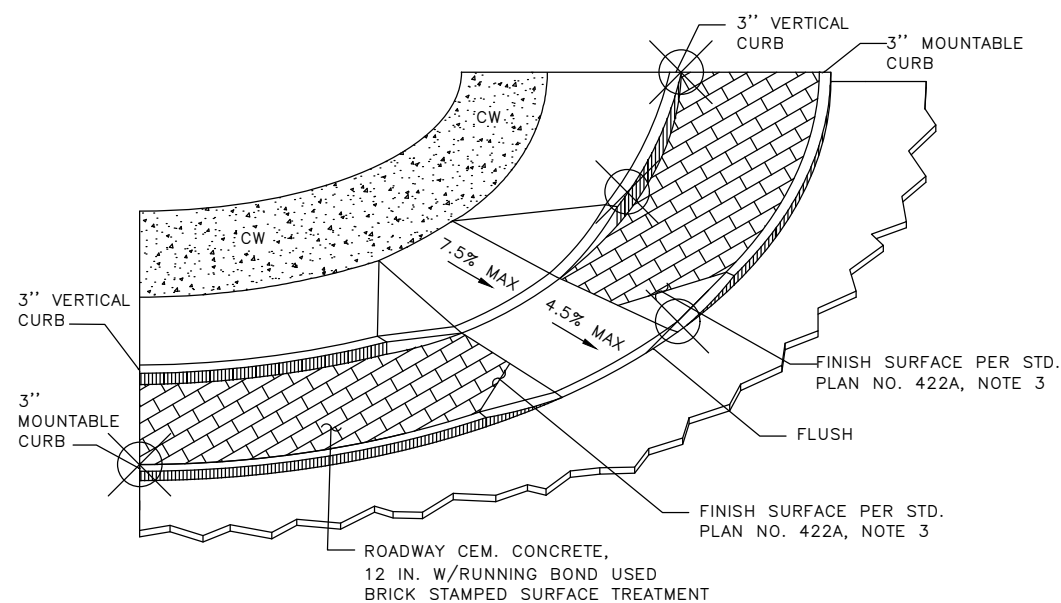 3'' VERTICAL
CURB
3'' MOUNTABLE
CURB
CW
CW
7.5% MAX
4.5% MAX
3'' VERTICAL
CURB
3''
MOUNTABLE
CURB
FINISH SURFACE PER STD.
PLAN NO. 422A, NOTE 3
FLUSH
FINISH SURFACE PER STD.
PLAN NO. 422A, NOTE 3
ROADWAY CEM. CONCRETE,
12 IN. W/RUNNING BOND USED
BRICK STAMPED SURFACE TREATMENT